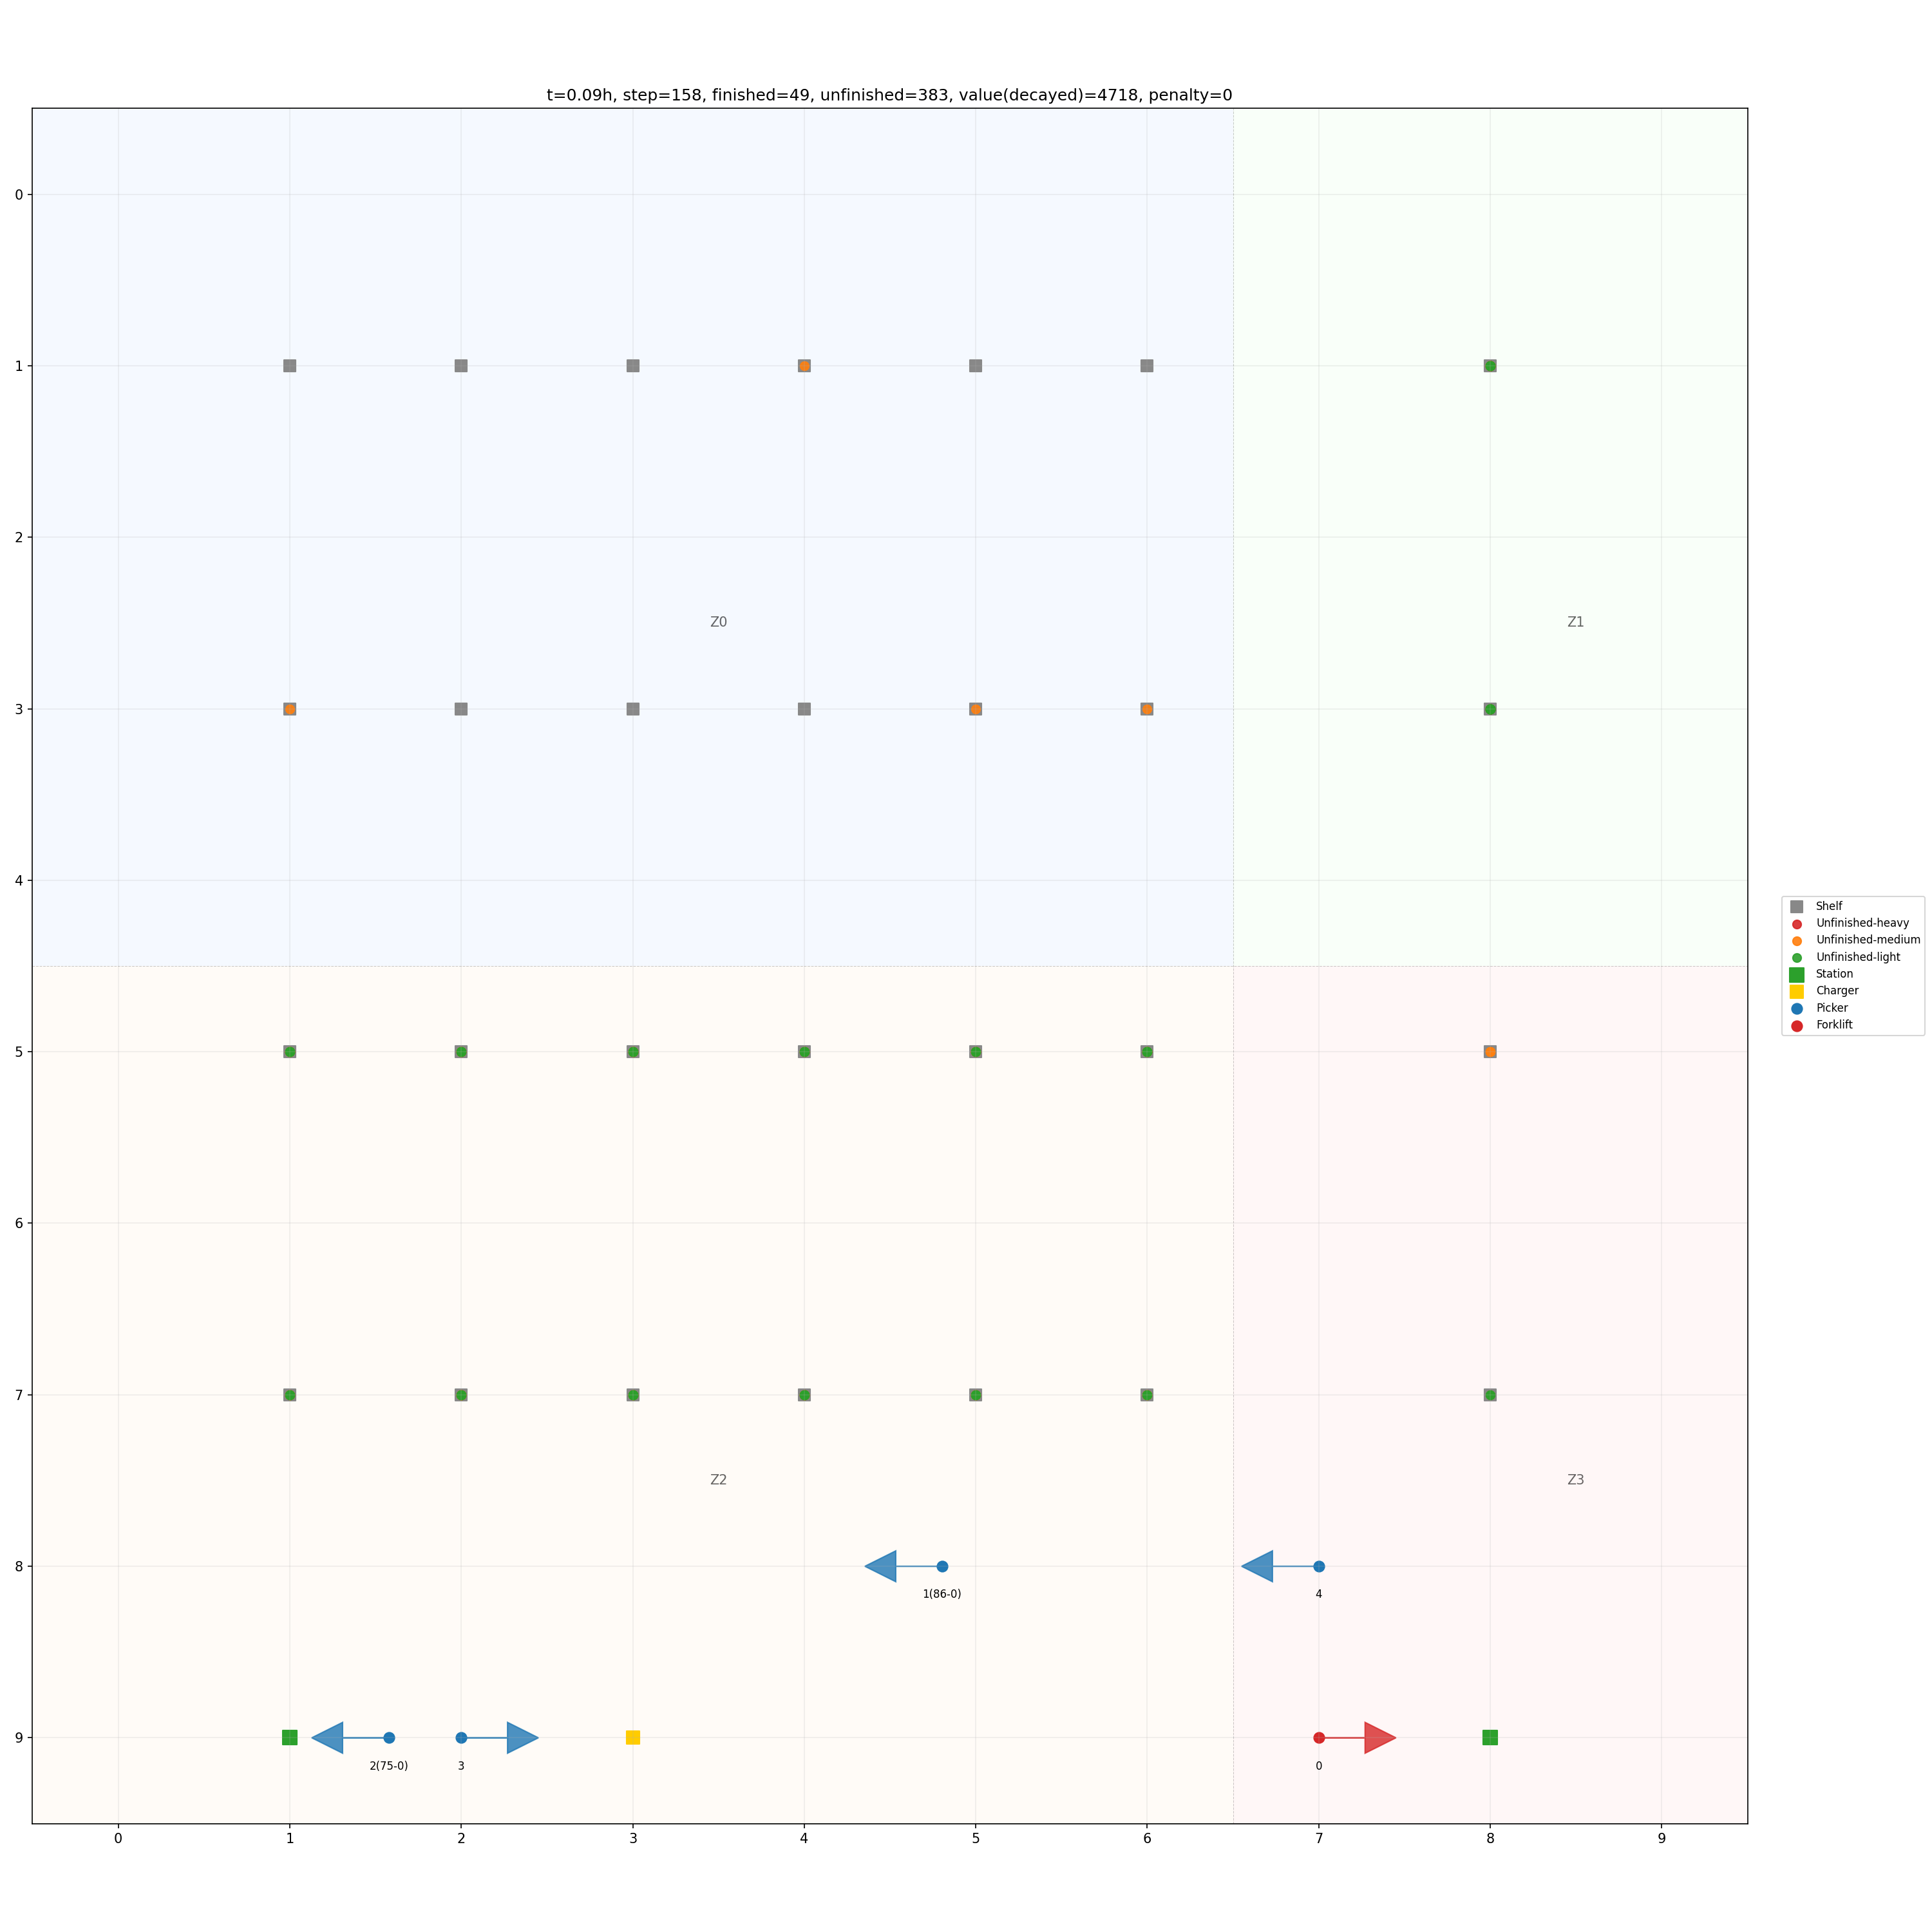 t=0.09h, step=158, finished=49, unfinished=383, value(decayed)=4718, penalty=0
0
1
2
Z0
Z1
3
4
Shelf
Unfinished-heavy
Unfinished-medium
Unfinished-light
Station
Charger
Picker
Forklift
5
6
7
Z2
Z3
8
1(86-0)
4
9
2(75-0)
3
0
0 1 2 3 4 5 6 7 8 9